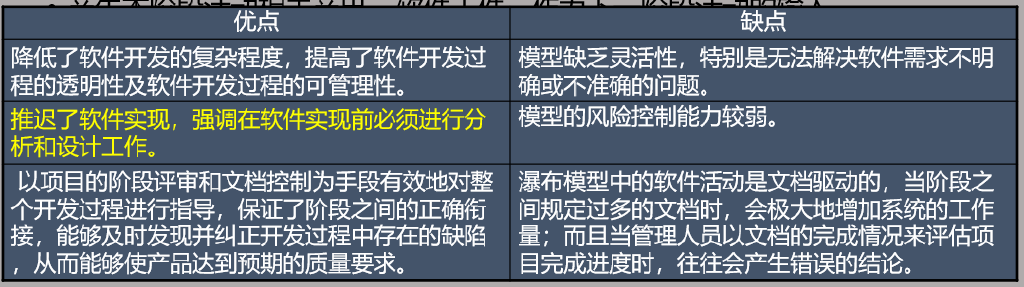 优点
缺点
降低了软件开发的复杂程度，提高了软件开发过
程的透明性及软件开发过程的可管理性。
模型缺乏灵活性，特别是无法解决软件需求不明
确或不准确的问题。
推迟了软件实现，强调在软件实现前必须进行分
析和设计工作。
模型的风险控制能力较弱。
以项目的阶段评审和文档控制为手段有效地对整
个开发过程进行指导，保证了阶段之间的正确衔
接，能够及时发现并纠正开发过程中存在的缺陷
，从而能够使产品达到预期的质量要求。
瀑布模型中的软件活动是文档驱动的，当阶段之
间规定过多的文档时，会极大地增加系统的工作
量；而且当管理人员以文档的完成情况来评估项
目完成进度时，往往会产生错误的结论。